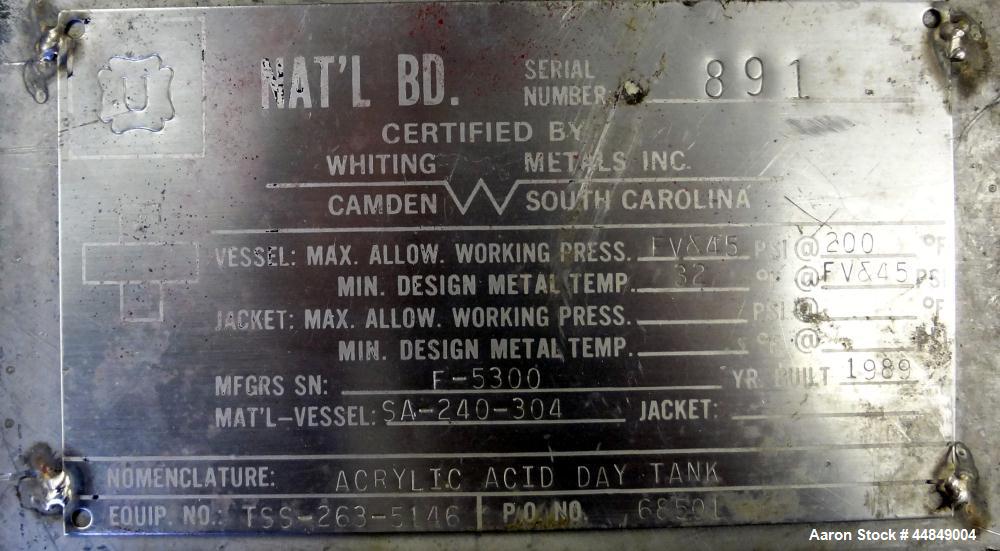 U
NAT'L BD. SERIAL NUMBER 891
CERTIFIED BY
WHITING METALS INC.
CAMDEN SOUTH CAROLINA
VESSEL: MAX. ALLOW. WORKING PRESS. FV&45 PSI @ 200 °F
MIN. DESIGN METAL TEMP. 32 °F @ FV&45 PSI
JACKET: MAX. ALLOW. WORKING PRESS. PSI @ °F
MIN. DESIGN METAL TEMP. °F @
MFGRS SN: F-5300 YR. BUILT 1989
MAT'L-VESSEL: SA-240-304 JACKET:
NOMENCLATURE: ACRYLIC ACID DAY TANK
EQUIP. NO.: TSS-263-5146 P.O. NO. 68501
Aaron Stock # 44849004